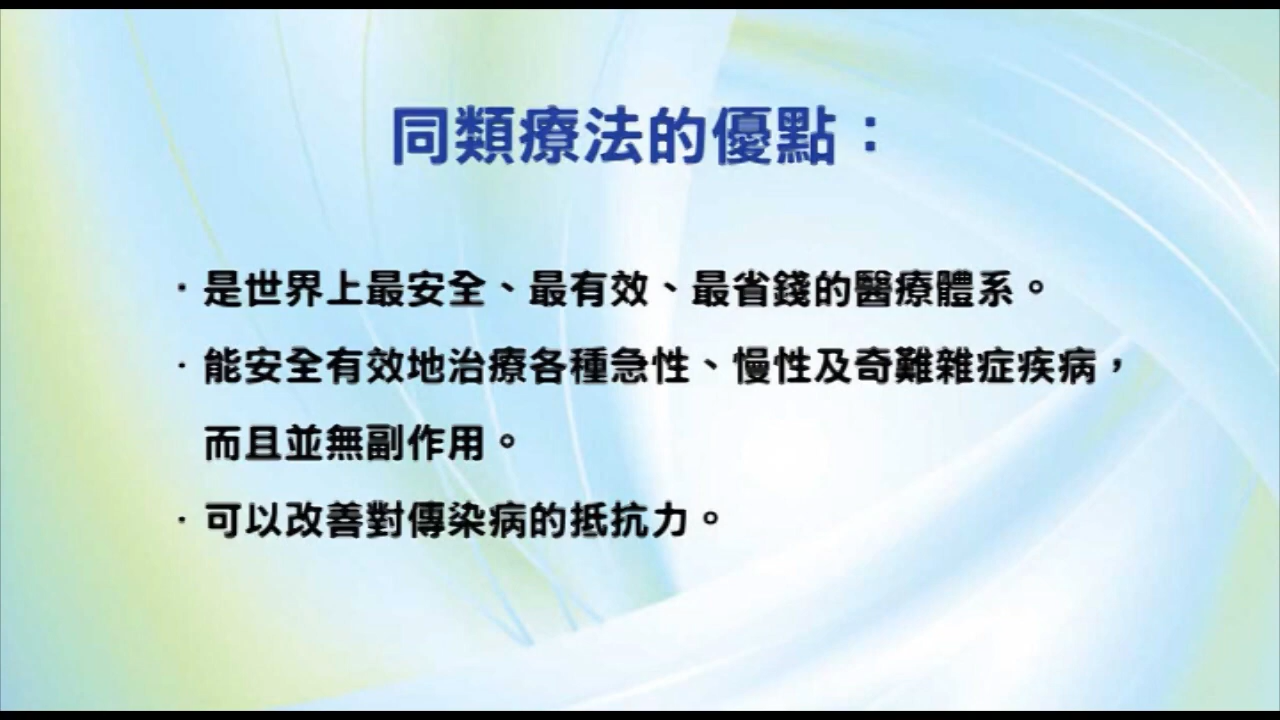 同類療法的優點：
·是世界上最安全、最有效、最省錢的醫療體系。
·能安全有效地治療各種急性、慢性及奇難雜症疾病，
而且並無副作用。
·可以改善對傳染病的抵抗力。